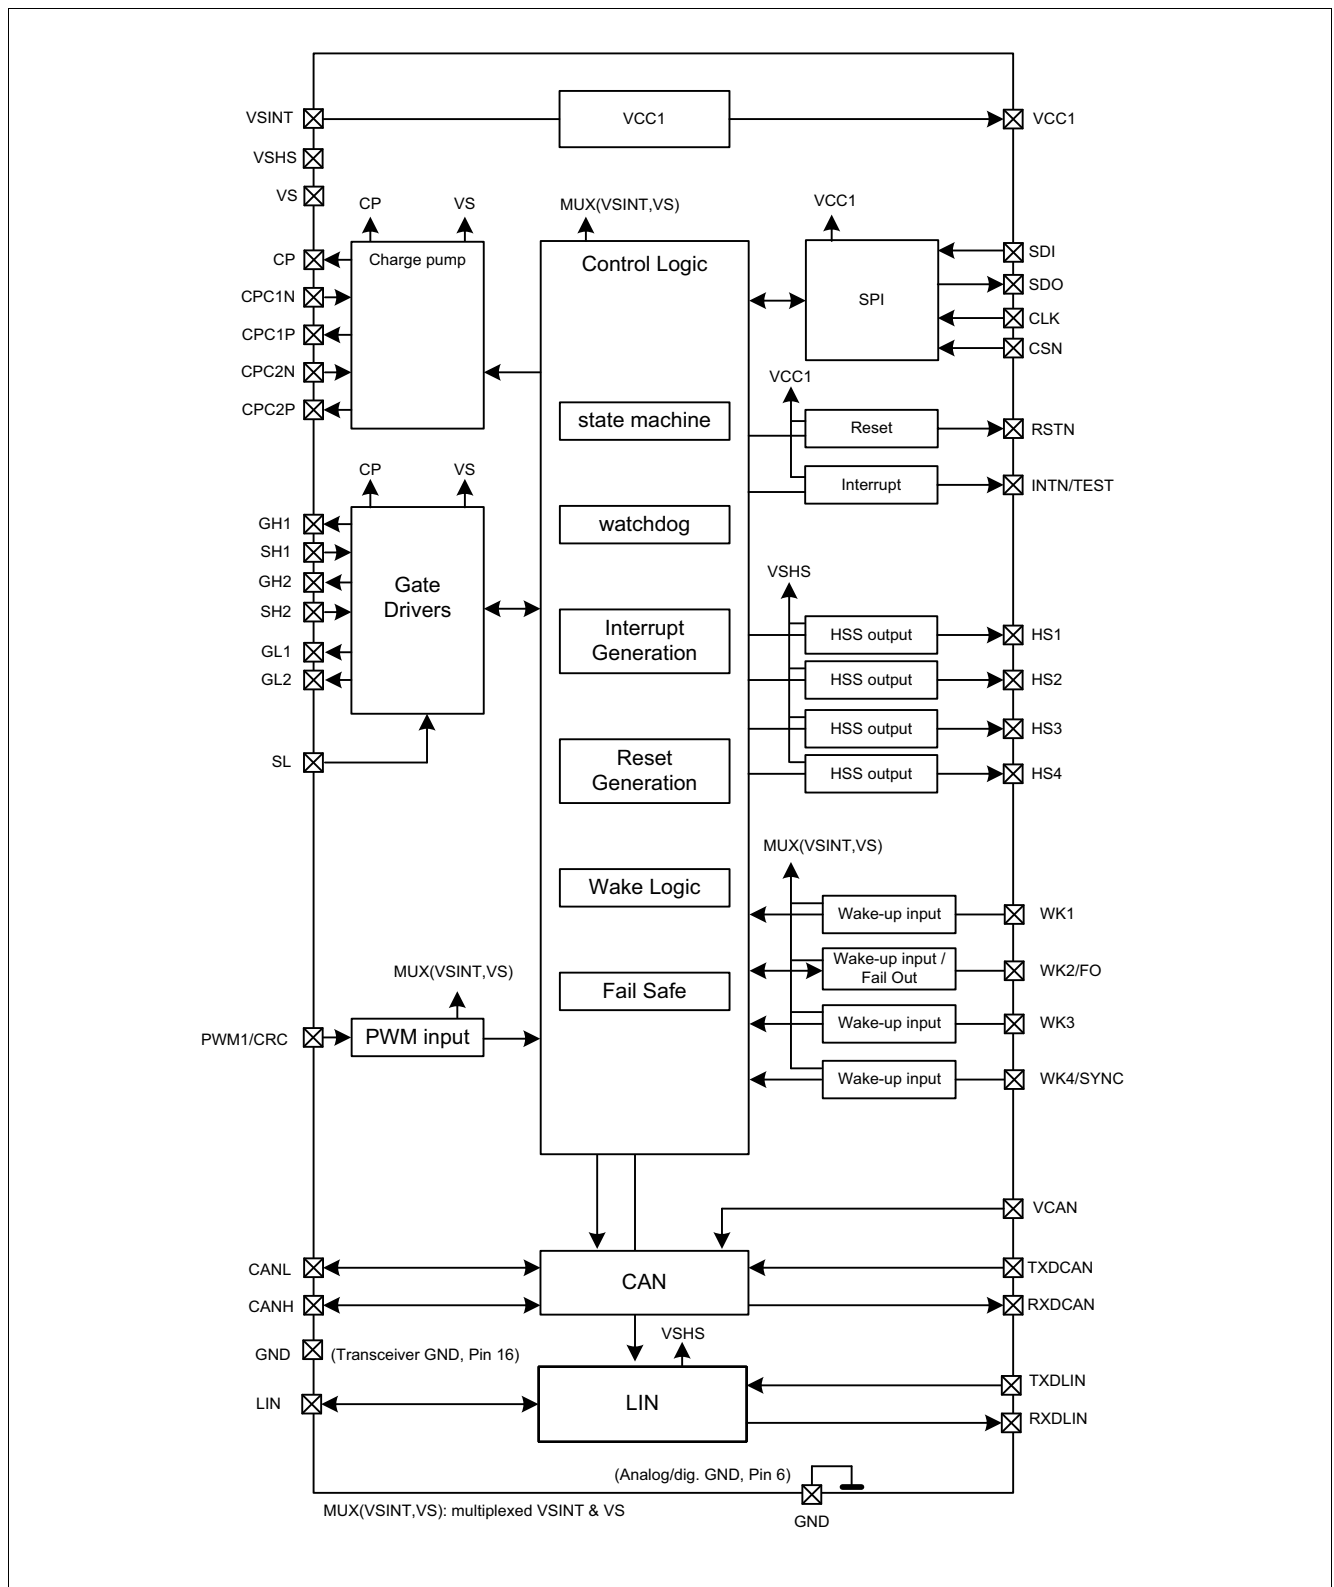 VSINT
VCC1
VCC1
VSHS
VS
CP
VS
MUX(VSINT,VS)
VCC1
CP
Charge pump
Control Logic
SDI
CPC1N
SPI
SDO
CPC1P
CLK
CSN
CPC2N
VCC1
CPC2P
state machine
Reset
RSTN
CP
VS
Interrupt
INTN/TEST
GH1
watchdog
SH1
GH2
Gate
Drivers
VSHS
SH2
Interrupt
Generation
HSS output
HS1
GL1
GL2
HSS output
HS2
HSS output
HS3
SL
Reset
Generation
HSS output
HS4
MUX(VSINT,VS)
Wake Logic
Wake-up input
WK1
MUX(VSINT,VS)
Wake-up input /
Fail Out
WK2/FO
Fail Safe
PWM1/CRC
PWM input
Wake-up input
WK3
Wake-up input
WK4/SYNC
VCAN
CANL
CAN
TXDCAN
CANH
RXDCAN
GND
(Transceiver GND, Pin 16)
VSHS
LIN
LIN
TXDLIN
RXDLIN
(Analog/dig. GND, Pin 6)
MUX(VSINT,VS): multiplexed VSINT & VS
GND